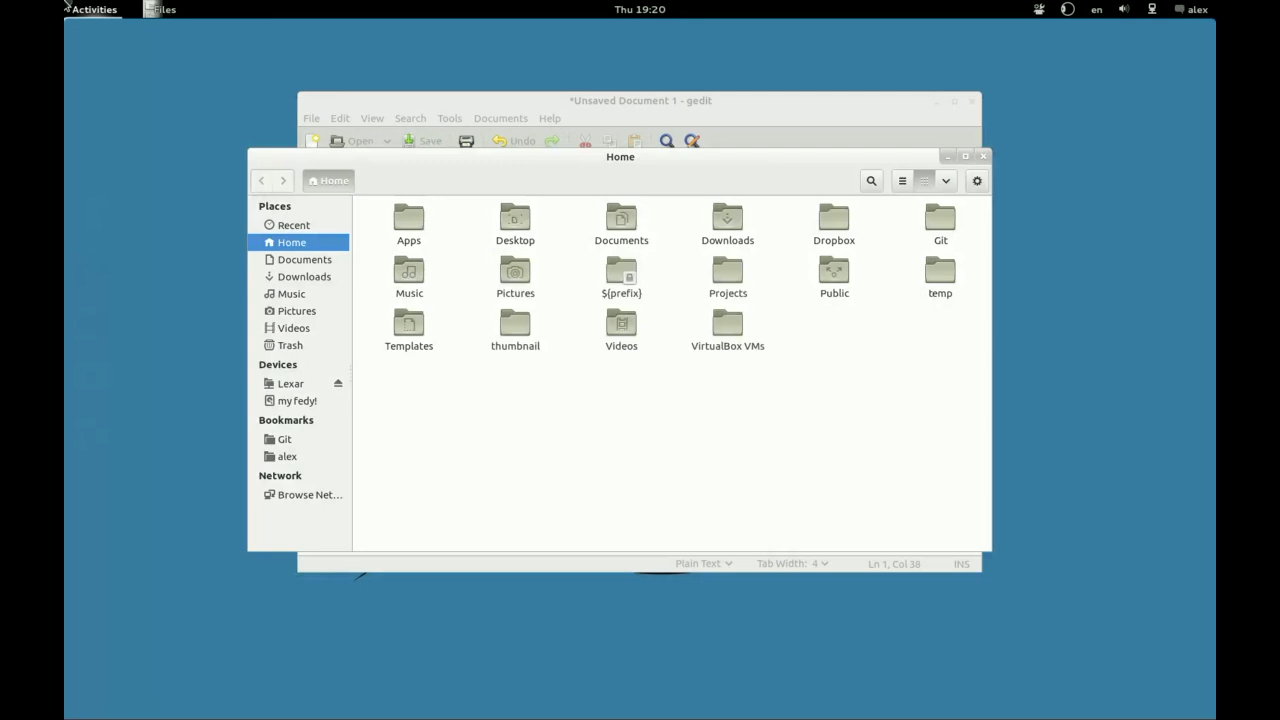 Activities Files Thu 19:20 en alex
*Unsaved Document 1 - gedit
File Edit View Search Tools Documents Help
Open Save Undo
Home
Home
Places
Recent
Home
Documents
Downloads
Music
Pictures
Videos
Trash
Devices
Lexar
my fedy!
Bookmarks
Git
alex
Network
Browse Net...
Apps Desktop Documents Downloads Dropbox Git
Music Pictures ${prefix} Projects Public temp
Templates thumbnail Videos VirtualBox VMs
Plain Text Tab Width: 4 Ln 1, Col 38 INS